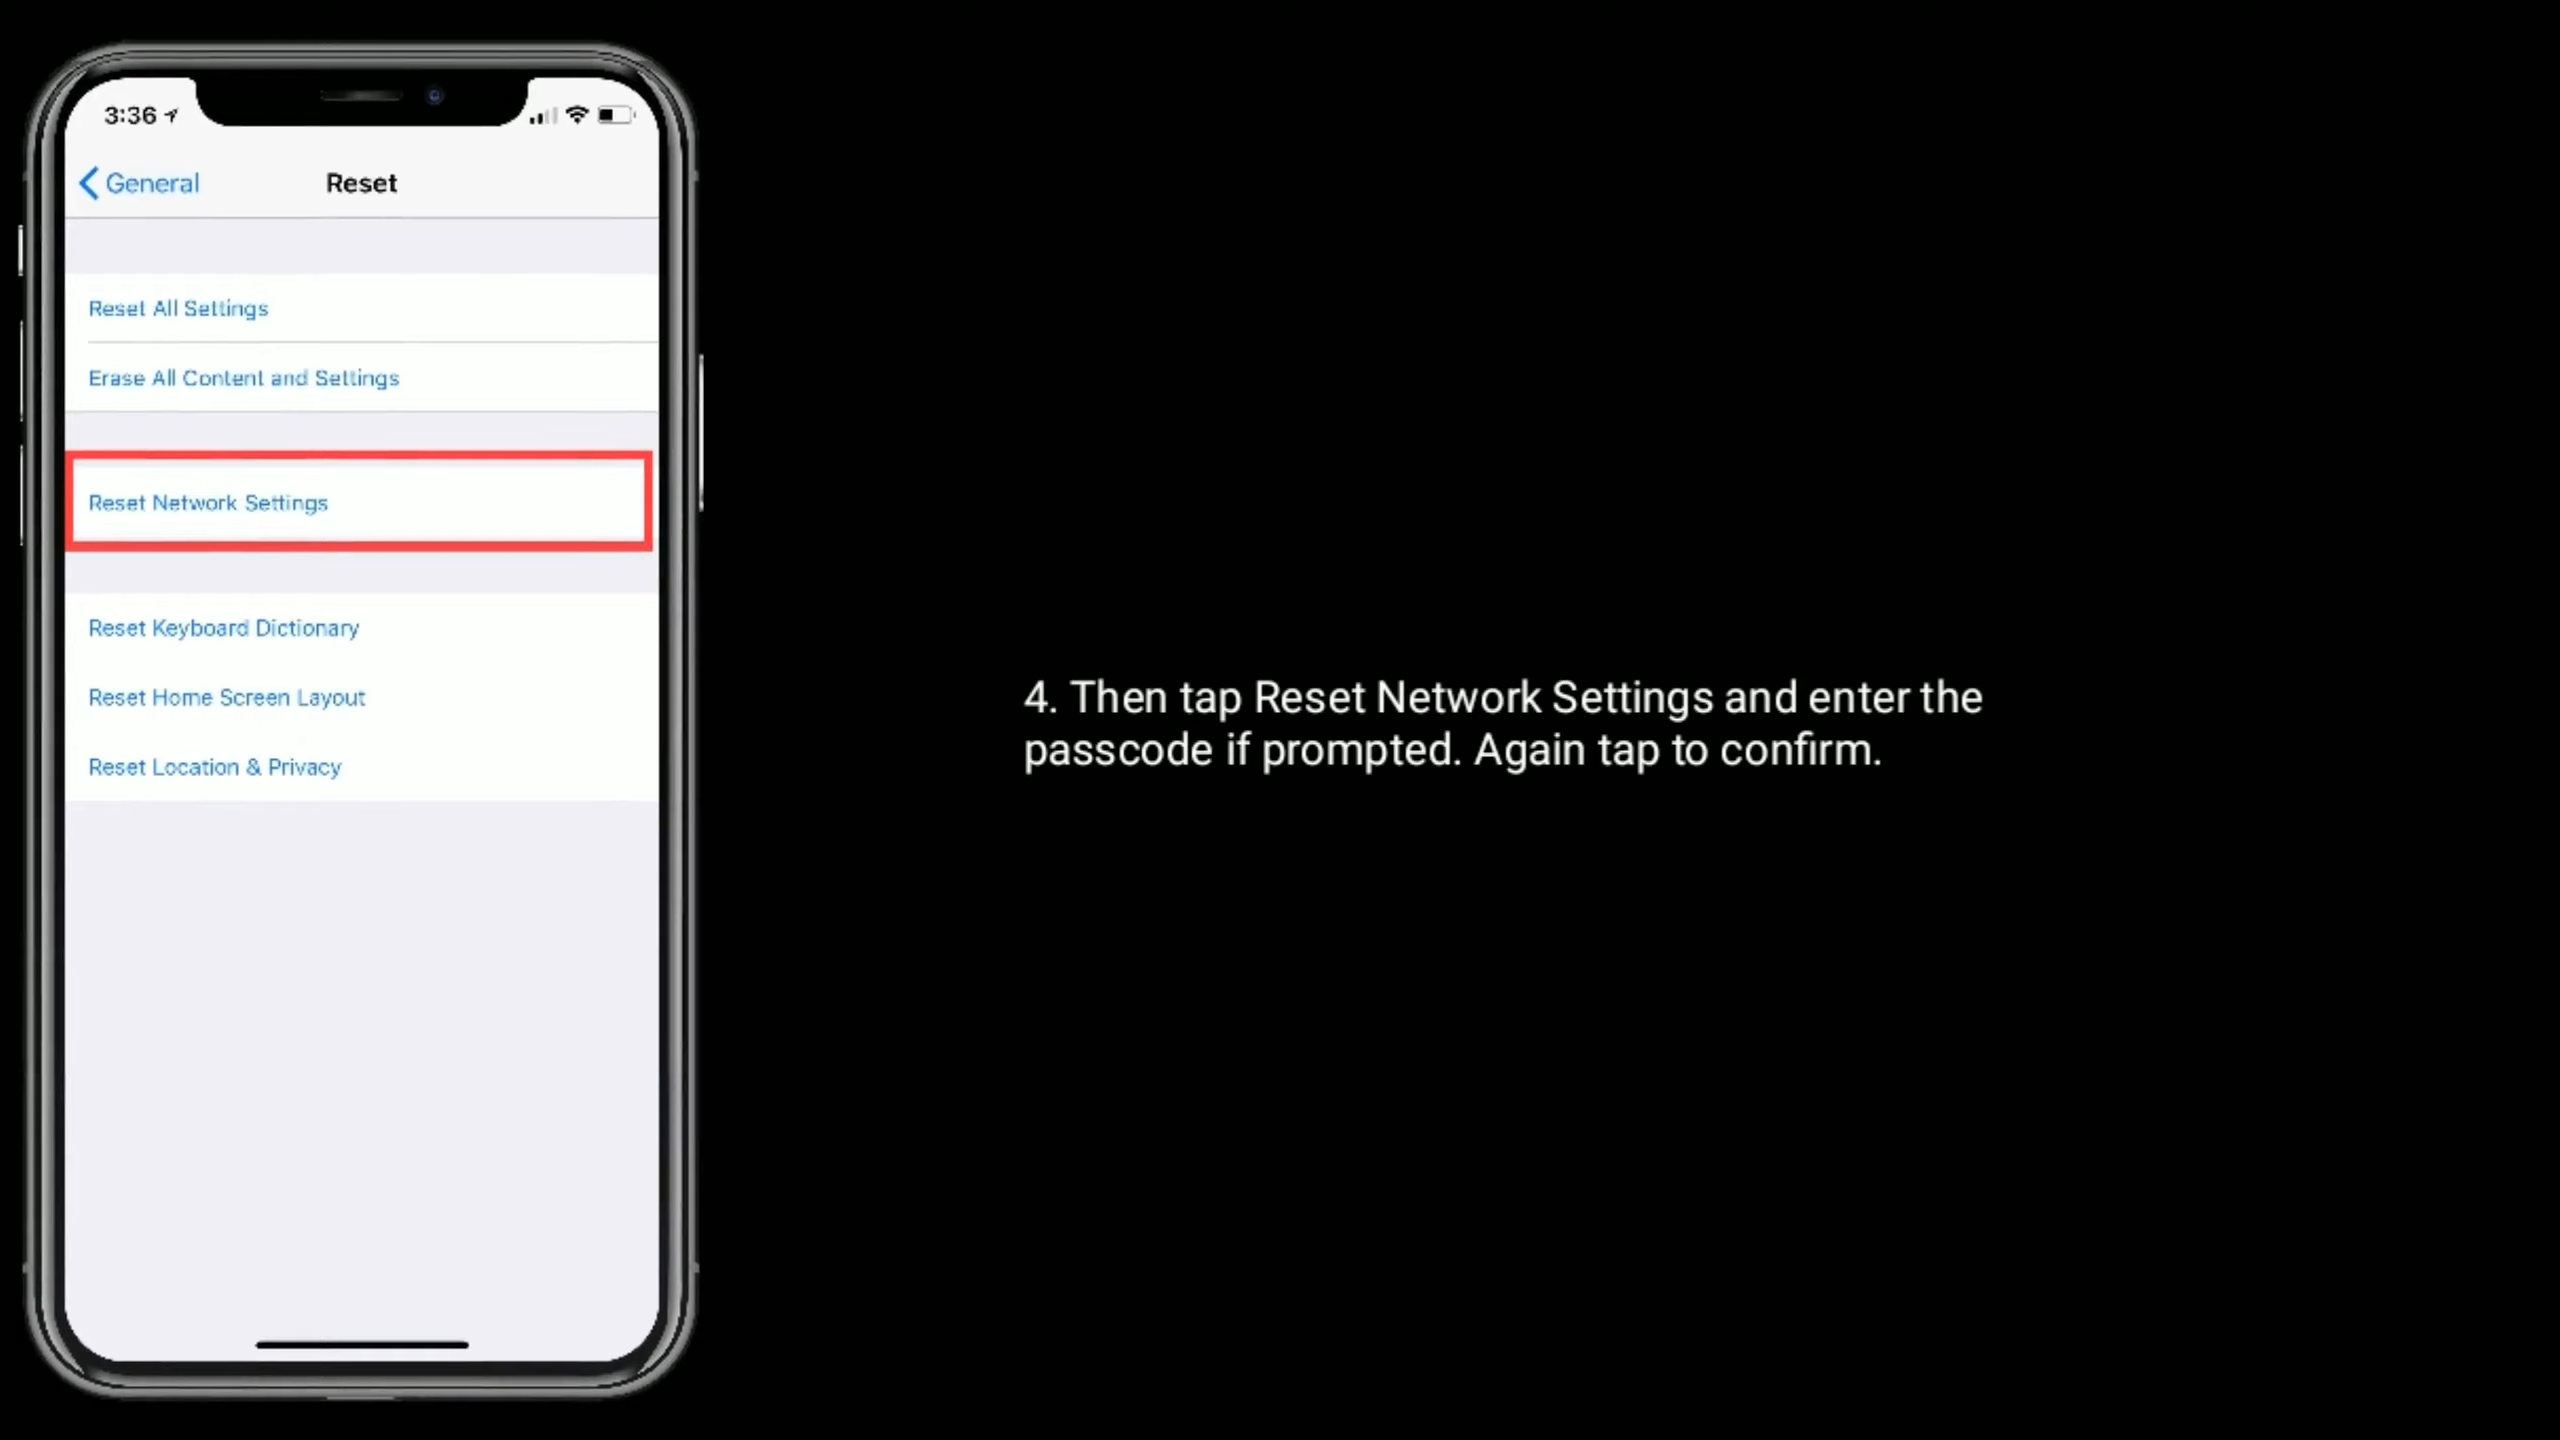 3:36
General
Reset
Reset All Settings
Erase All Content and Settings
Reset Network Settings
Reset Keyboard Dictionary
Reset Home Screen Layout
Reset Location & Privacy
4. Then tap Reset Network Settings and enter the
passcode if prompted. Again tap to confirm.